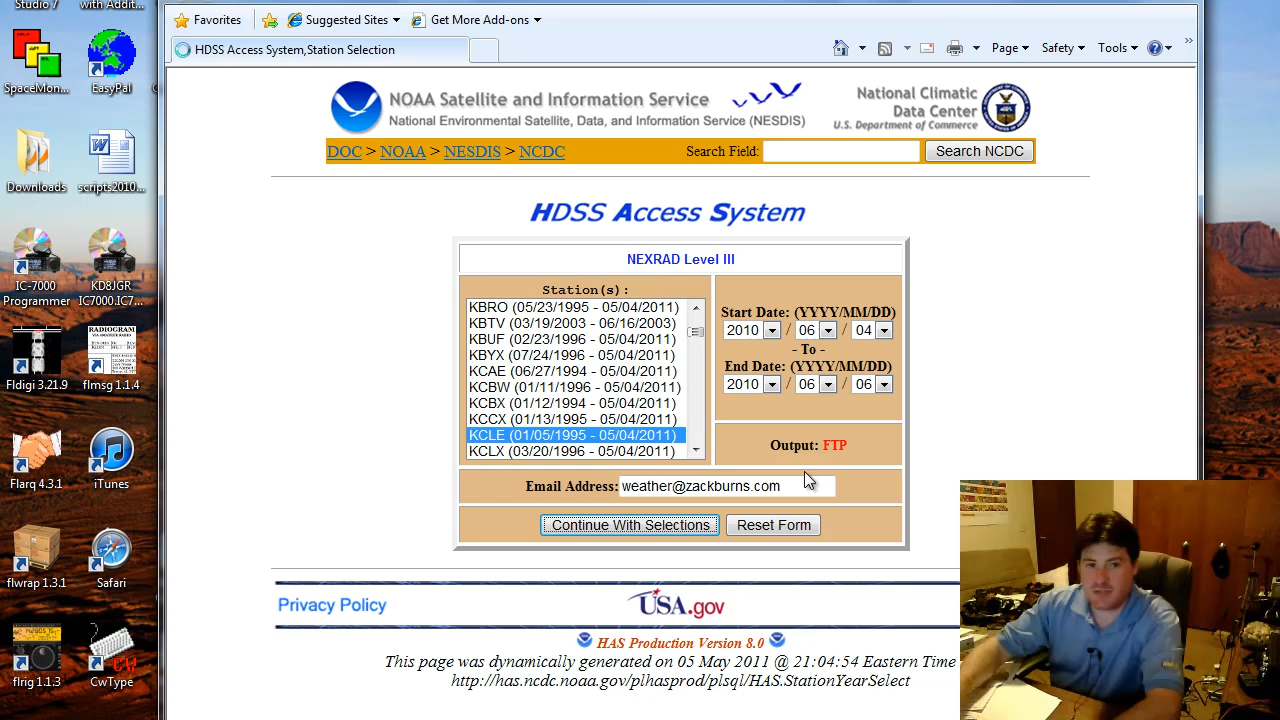 Studio 7
with Addit...
SpaceMon...
EasyPal
Downloads
scripts2010...
IC-7000
Programmer
KD8JGR
IC7000.IC7...
RADIOGRAM
VIA AMATEUR RADIO
Fldigi 3.21.9
flmsg 1.1.4
Flarq 4.3.1
iTunes
flwrap 1.3.1
Safari
flrig 1.1.3
CW
CwType
Favorites
Suggested Sites
Get More Add-ons
HDSS Access System,Station Selection
Page
Safety
Tools
»
NOAA Satellite and Information Service
National Environmental Satellite, Data, and Information Service (NESDIS)
National Climatic
Data Center
U.S. Department of Commerce
DOC > NOAA > NESDIS > NCDC
Search Field:
Search NCDC
HDSS Access System
NEXRAD Level III
Station(s):
KBRO (05/23/1995 - 05/04/2011)
KBTV (03/19/2003 - 06/16/2003)
KBUF (02/23/1996 - 05/04/2011)
KBYX (07/24/1996 - 05/04/2011)
KCAE (06/27/1994 - 05/04/2011)
KCBW (01/11/1996 - 05/04/2011)
KCBX (01/12/1994 - 05/04/2011)
KCCX (01/13/1995 - 05/04/2011)
KCLE (01/05/1995 - 05/04/2011)
KCLX (03/20/1996 - 05/04/2011)
Start Date: (YYYY/MM/DD)
2010 / 06 / 04
- To -
End Date: (YYYY/MM/DD)
2010 / 06 / 06
Output: FTP
Email Address: weather@zackburns.com
Continue With Selections
Reset Form
Privacy Policy
USA.gov
HAS Production Version 8.0
This page was dynamically generated on 05 May 2011 @ 21:04:54 Eastern Time
http://has.ncdc.noaa.gov/plhasprod/plsql/HAS.StationYearSelect